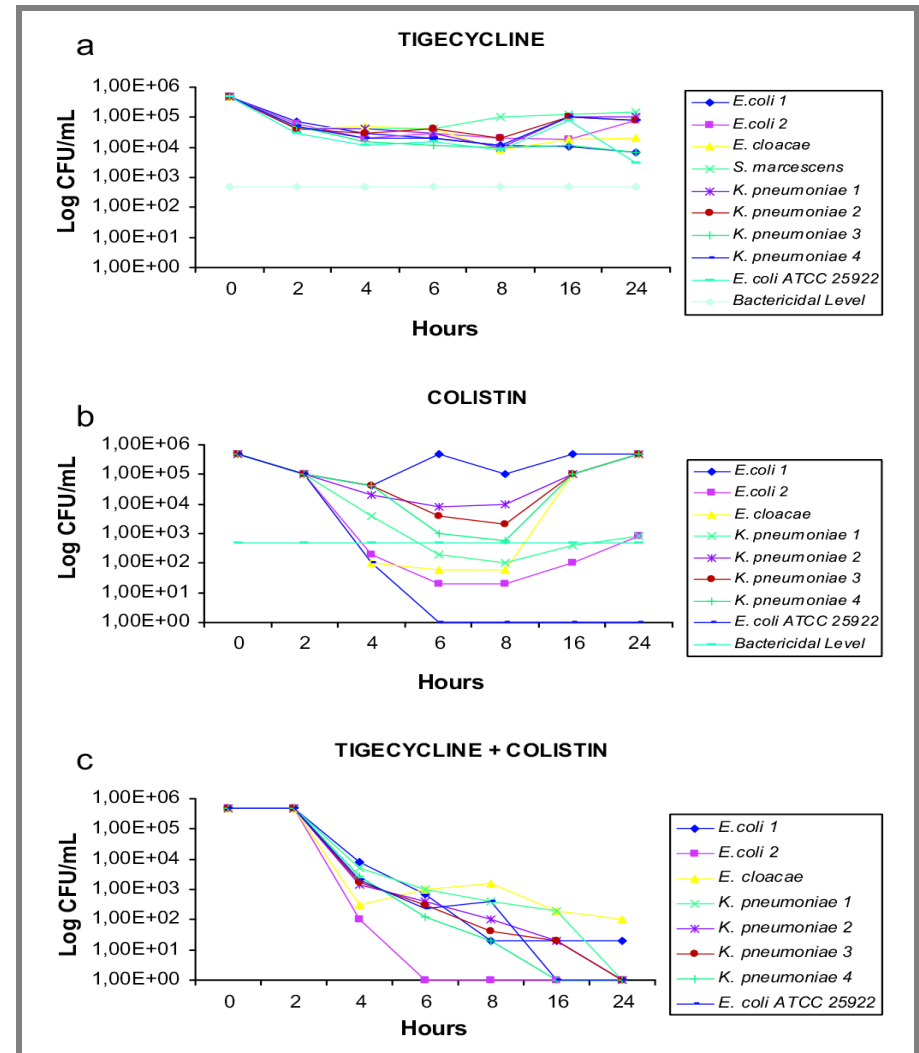 a
TIGECYCLINE
Log CFU/mL
1,00E+06
1,00E+05
1,00E+04
1,00E+03
1,00E+02
1,00E+01
1,00E+00
0 2 4 6 8 16 24
Hours
E.coli 1
E.coli 2
E. cloacae
S. marcescens
K. pneumoniae 1
K. pneumoniae 2
K. pneumoniae 3
K. pneumoniae 4
E. coli ATCC 25922
Bactericidal Level
b
COLISTIN
Log CFU/mL
1,00E+06
1,00E+05
1,00E+04
1,00E+03
1,00E+02
1,00E+01
1,00E+00
0 2 4 6 8 16 24
Hours
E.coli 1
E.coli 2
E. cloacae
K. pneumoniae 1
K. pneumoniae 2
K. pneumoniae 3
K. pneumoniae 4
E. coli ATCC 25922
Bactericidal Level
c
TIGECYCLINE + COLISTIN
Log CFU/mL
1,00E+06
1,00E+05
1,00E+04
1,00E+03
1,00E+02
1,00E+01
1,00E+00
0 2 4 6 8 16 24
Hours
E.coli 1
E.coli 2
E. cloacae
K. pneumoniae 1
K. pneumoniae 2
K. pneumoniae 3
K. pneumoniae 4
E. coli ATCC 25922